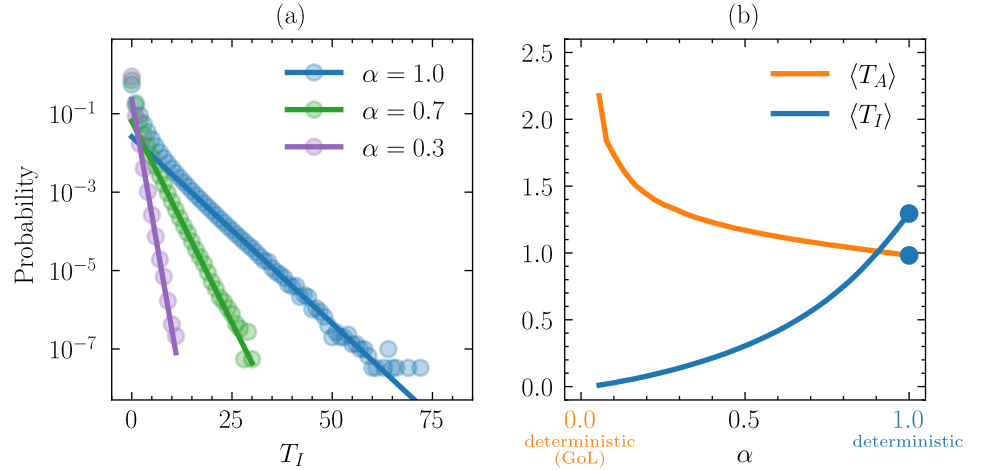 (a)
Probability
10⁻¹
10⁻³
10⁻⁵
10⁻⁷
α = 1.0
α = 0.7
α = 0.3
0 25 50 75
T_I
(b)
2.5
2.0
1.5
1.0
0.5
0.0
⟨T_A⟩
⟨T_I⟩
0.0 0.5 1.0
deterministic
(GoL)
deterministic
α